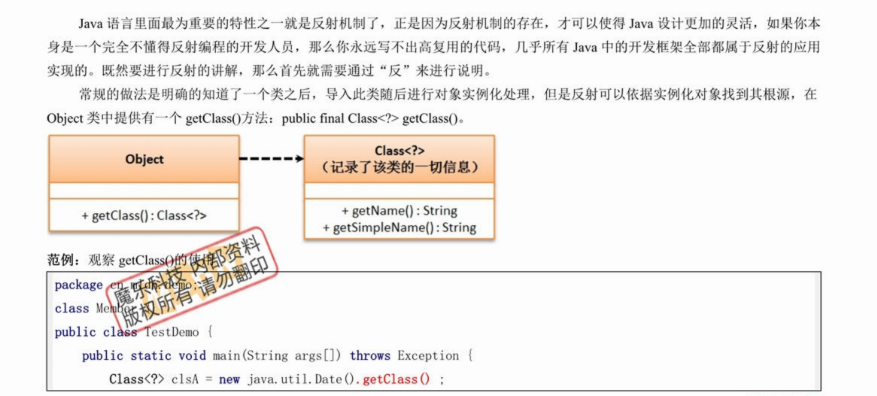 Java 语言里面最为重要的特性之一就是反射机制了，正是因为反射机制的存在，才可以使得 Java 设计更加的灵活，如果你本
身是一个完全不懂得反射编程的开发人员，那么你永远写不出高复用的代码，几乎所有 Java 中的开发框架全部都属于反射的应用
实现的。既然要进行反射的讲解，那么首先就需要通过“反”来进行说明。
常规的做法是明确的知道了一个类之后，导入此类随后进行对象实例化处理，但是反射可以依据实例化对象找到其根源，在
Object 类中提供有一个 getClass()方法：public final Class<?> getClass()。
Object
+ getClass() : Class<?>
Class<?>
（记录了该类的一切信息）
+ getName() : String
+ getSimpleName() : String
范例：观察 getClass()的使用
魔乐科技 内部资料
版权所有 请勿翻印
package cn.mldn.demo;
class Member
public class TestDemo {
public static void main(String args[]) throws Exception {
Class<?> clsA = new java.util.Date().getClass() ;